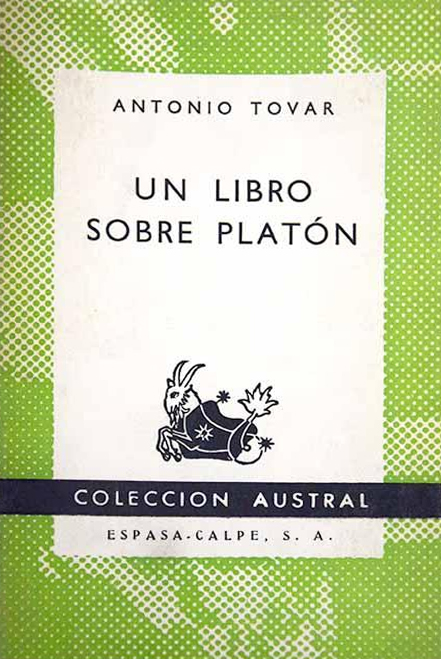 ANTONIO TOVAR
UN LIBRO
SOBRE PLATÓN
COLECCION AUSTRAL
ESPASA-CALPE, S. A.